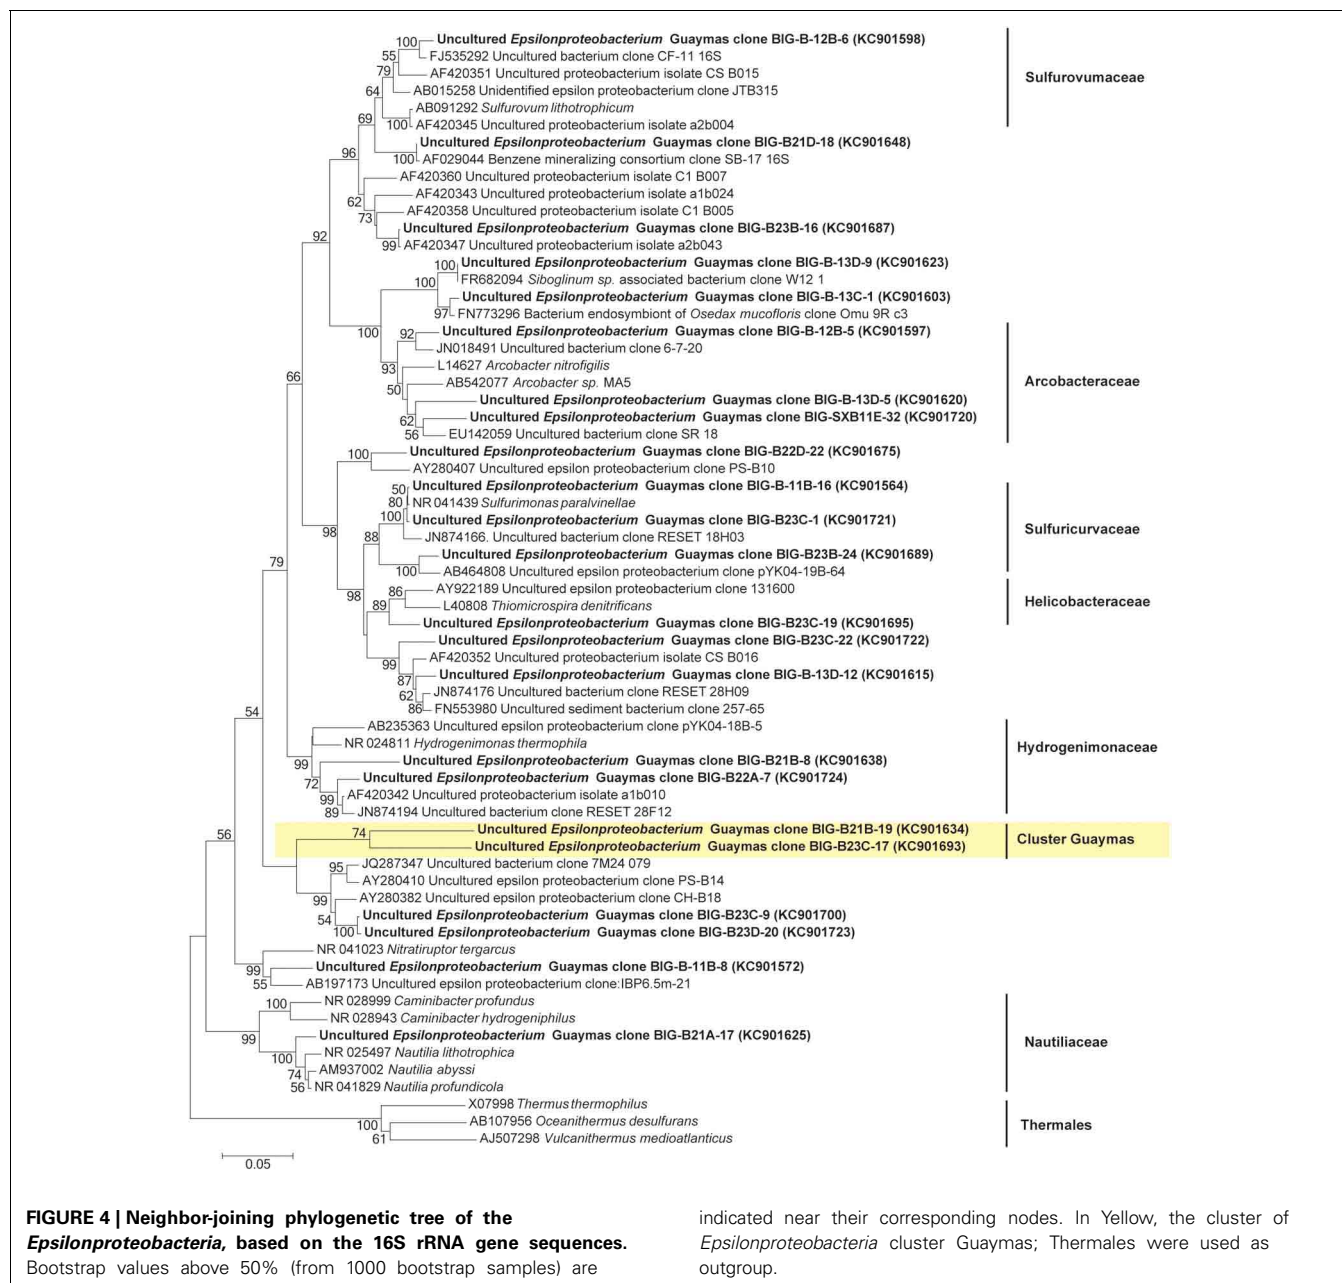 100
Uncultured Epsilonproteobacterium Guaymas clone BIG-B-12B-6 (KC901598)
55
FJ535292 Uncultured bacterium clone CF-11 16S
79
AF420351 Uncultured proteobacterium isolate CS B015
Sulfurovumaceae
64
AB015258 Unidentified epsilon proteobacterium clone JTB315
AB091292 Sulfurovum lithotrophicum
69
100
AF420345 Uncultured proteobacterium isolate a2b004
Uncultured Epsilonproteobacterium Guaymas clone BIG-B21D-18 (KC901648)
96
100
AF029044 Benzene mineralizing consortium clone SB-17 16S
AF420360 Uncultured proteobacterium isolate C1 B007
62
AF420343 Uncultured proteobacterium isolate a1b024
73
AF420358 Uncultured proteobacterium isolate C1 B005
Uncultured Epsilonproteobacterium Guaymas clone BIG-B23B-16 (KC901687)
92
99
AF420347 Uncultured proteobacterium isolate a2b043
100
Uncultured Epsilonproteobacterium Guaymas clone BIG-B-13D-9 (KC901623)
100
FR682094 Siboglinum sp. associated bacterium clone W12 1
Uncultured Epsilonproteobacterium Guaymas clone BIG-B-13C-1 (KC901603)
97
FN773296 Bacterium endosymbiont of Osedax mucofloris clone Omu 9R c3
100
92
Uncultured Epsilonproteobacterium Guaymas clone BIG-B-12B-5 (KC901597)
JN018491 Uncultured bacterium clone 6-7-20
93
L14627 Arcobacter nitrofigilis
66
50
AB542077 Arcobacter sp. MA5
Arcobacteraceae
Uncultured Epsilonproteobacterium Guaymas clone BIG-B-13D-5 (KC901620)
62
Uncultured Epsilonproteobacterium Guaymas clone BIG-SXB11E-32 (KC901720)
56
EU142059 Uncultured bacterium clone SR 18
100
Uncultured Epsilonproteobacterium Guaymas clone BIG-B22D-22 (KC901675)
AY280407 Uncultured epsilon proteobacterium clone PS-B10
50
Uncultured Epsilonproteobacterium Guaymas clone BIG-B-11B-16 (KC901564)
80
NR 041439 Sulfurimonas paralvinellae
100
Uncultured Epsilonproteobacterium Guaymas clone BIG-B23C-1 (KC901721)
Sulfuricurvaceae
98
88
JN874166. Uncultured bacterium clone RESET 18H03
Uncultured Epsilonproteobacterium Guaymas clone BIG-B23B-24 (KC901689)
79
100
AB464808 Uncultured epsilon proteobacterium clone pYK04-19B-64
98
86
AY922189 Uncultured epsilon proteobacterium clone 131600
89
L40808 Thiomicrospira denitrificans
Helicobacteraceae
Uncultured Epsilonproteobacterium Guaymas clone BIG-B23C-19 (KC901695)
Uncultured Epsilonproteobacterium Guaymas clone BIG-B23C-22 (KC901722)
99
AF420352 Uncultured proteobacterium isolate CS B016
87
Uncultured Epsilonproteobacterium Guaymas clone BIG-B-13D-12 (KC901615)
62
JN874176 Uncultured bacterium clone RESET 28H09
54
86
FN553980 Uncultured sediment bacterium clone 257-65
AB235363 Uncultured epsilon proteobacterium clone pYK04-18B-5
NR 024811 Hydrogenimonas thermophila
Hydrogenimonaceae
99
Uncultured Epsilonproteobacterium Guaymas clone BIG-B21B-8 (KC901638)
72
Uncultured Epsilonproteobacterium Guaymas clone BIG-B22A-7 (KC901724)
99
AF420342 Uncultured proteobacterium isolate a1b010
89
JN874194 Uncultured bacterium clone RESET 28F12
56
74
Uncultured Epsilonproteobacterium Guaymas clone BIG-B21B-19 (KC901634)
Cluster Guaymas
Uncultured Epsilonproteobacterium Guaymas clone BIG-B23C-17 (KC901693)
95
JQ287347 Uncultured bacterium clone 7M24 079
AY280410 Uncultured epsilon proteobacterium clone PS-B14
99
AY280382 Uncultured epsilon proteobacterium clone CH-B18
54
Uncultured Epsilonproteobacterium Guaymas clone BIG-B23C-9 (KC901700)
100
Uncultured Epsilonproteobacterium Guaymas clone BIG-B23D-20 (KC901723)
NR 041023 Nitratiruptor tergarcus
99
Uncultured Epsilonproteobacterium Guaymas clone BIG-B-11B-8 (KC901572)
55
AB197173 Uncultured epsilon proteobacterium clone:IBP6.5m-21
100
NR 028999 Caminibacter profundus
NR 028943 Caminibacter hydrogeniphilus
99
Uncultured Epsilonproteobacterium Guaymas clone BIG-B21A-17 (KC901625)
Nautiliaceae
100
NR 025497 Nautilia lithotrophica
74
AM937002 Nautilia abyssi
56
NR 041829 Nautilia profundicola
X07998 Thermus thermophilus
100
AB107956 Oceanithermus desulfurans
Thermales
61
AJ507298 Vulcanithermus medioatlanticus
0.05
FIGURE 4 | Neighbor-joining phylogenetic tree of the
Epsilonproteobacteria, based on the 16S rRNA gene sequences.
Bootstrap values above 50% (from 1000 bootstrap samples) are
indicated near their corresponding nodes. In Yellow, the cluster of
Epsilonproteobacteria cluster Guaymas; Thermales were used as
outgroup.